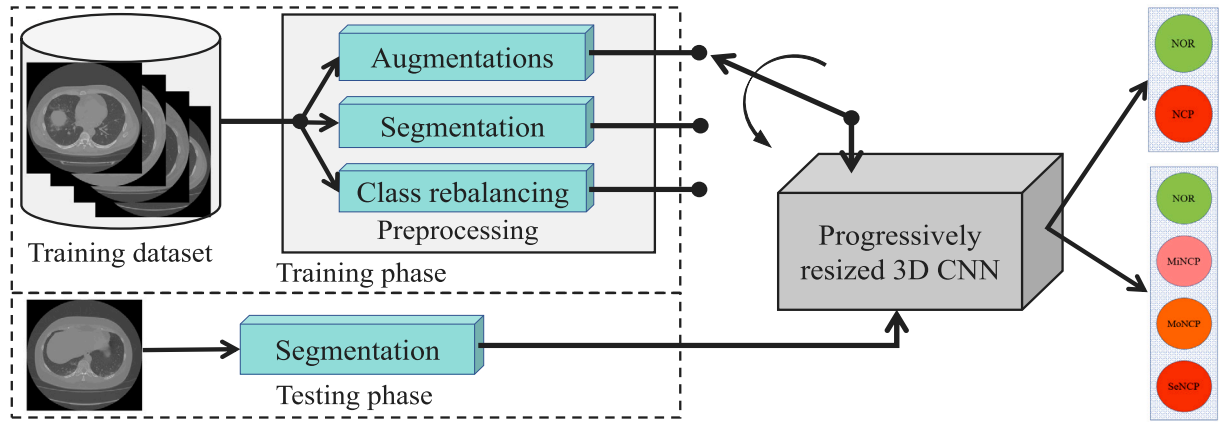 Augmentations
Segmentation
Class rebalancing
Preprocessing
Training dataset
Training phase
Segmentation
Testing phase
Progressively
resized 3D CNN
NOR
NCP
NOR
MiNCP
MoNCP
SeNCP